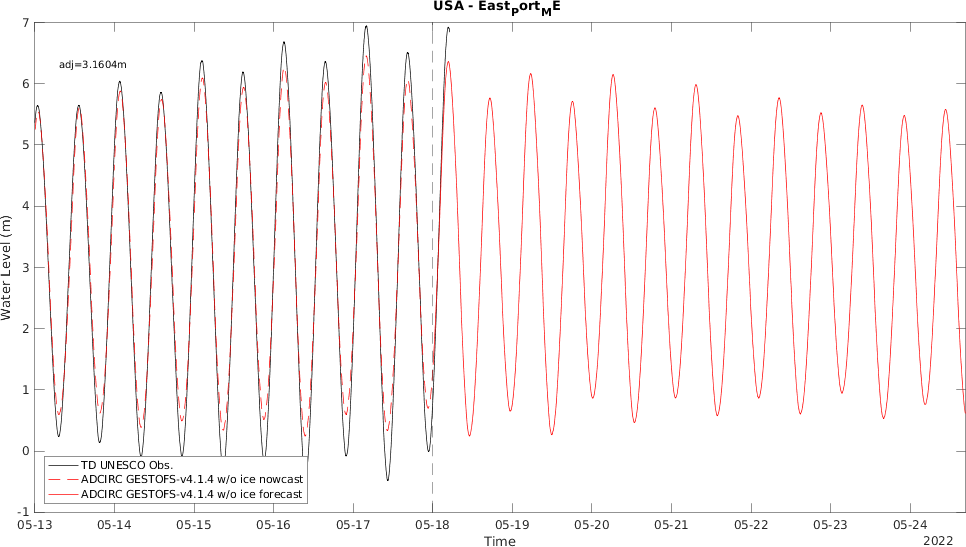 USA - EastPortME
7
6
5
4
3
2
1
0
-1
Water Level (m)
adj=3.1604m
TD UNESCO Obs.
ADCIRC GESTOFS-v4.1.4 w/o ice nowcast
ADCIRC GESTOFS-v4.1.4 w/o ice forecast
05-13 05-14 05-15 05-16 05-17 05-18 05-19 05-20 05-21 05-22 05-23 05-24
Time
2022